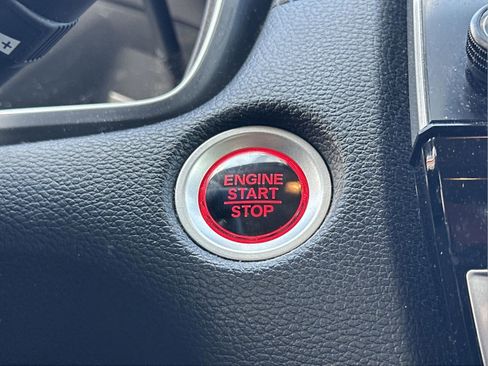 +
ENGINE
START
STOP